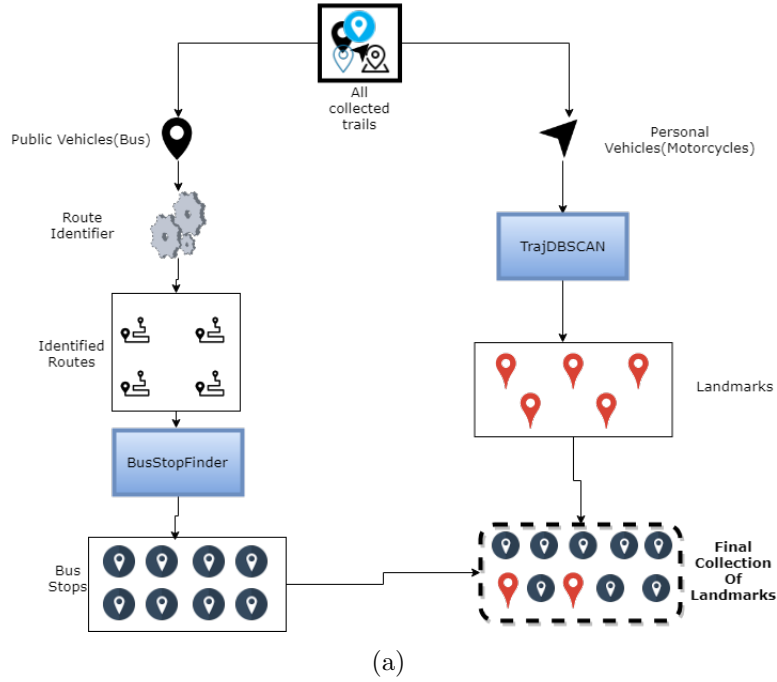 All
collected
trails
Public Vehicles(Bus)
Personal
Vehicles(Motorcycles)
Route
Identifier
TrajDBSCAN
Identified
Routes
Landmarks
BusStopFinder
Bus
Stops
Final
Collection
Of
Landmarks
(a)